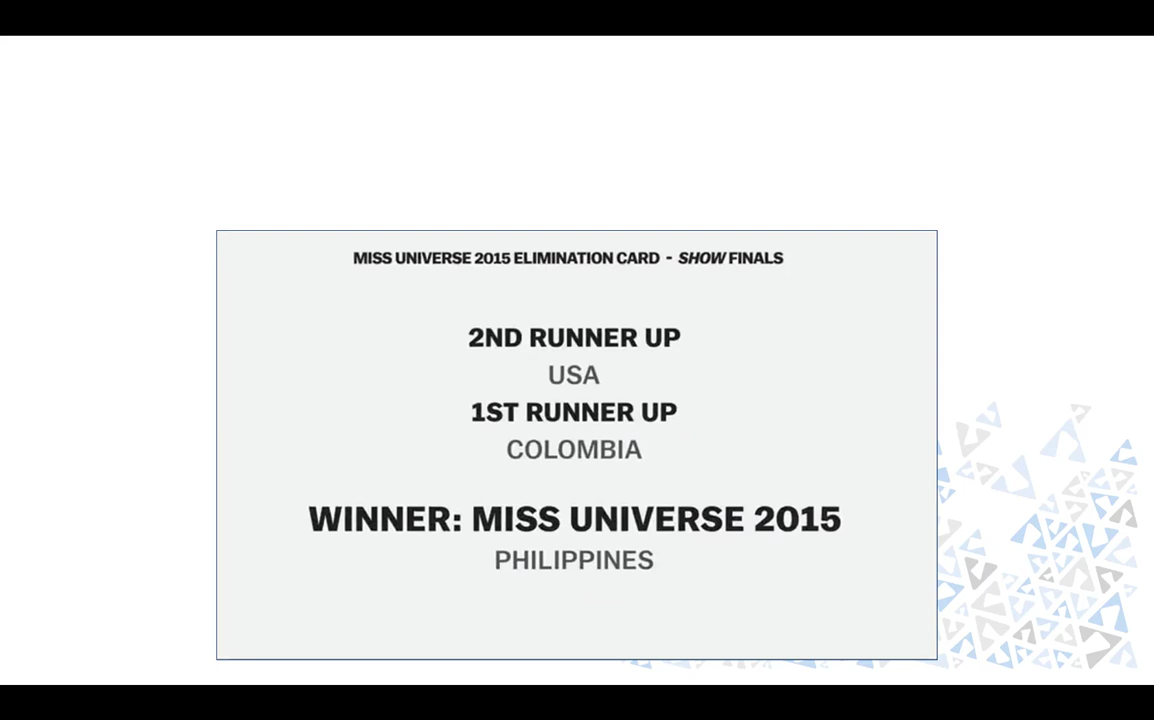 MISS UNIVERSE 2015 ELIMINATION CARD - SHOW FINALS
2ND RUNNER UP
USA
1ST RUNNER UP
COLOMBIA
WINNER: MISS UNIVERSE 2015
PHILIPPINES